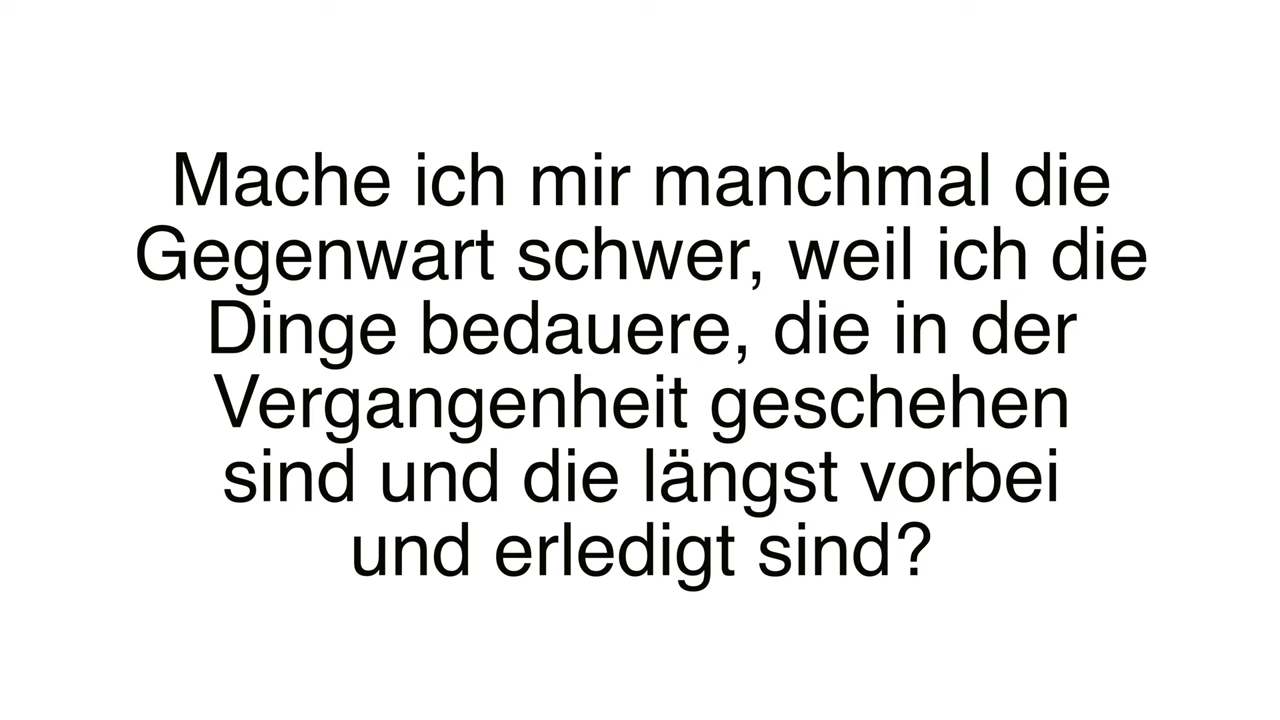 Mache ich mir manchmal die
Gegenwart schwer, weil ich die
Dinge bedauere, die in der
Vergangenheit geschehen
sind und die längst vorbei
und erledigt sind?